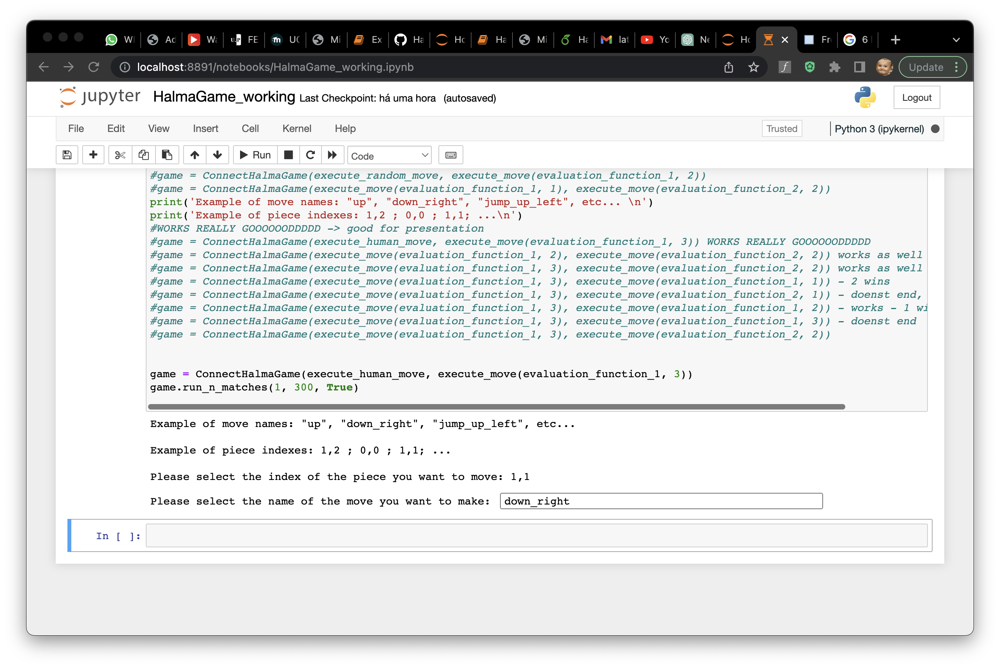 Wl Ad Wa U.P FE m UC Mi Ex Ha Ho Ha Mi Ha lat Yo Ne Ho Fr 6
localhost:8891/notebooks/HalmaGame_working.ipynb Update
jupyter HalmaGame_working Last Checkpoint: há uma hora (autosaved) Logout
File Edit View Insert Cell Kernel Help Trusted Python 3 (ipykernel)
Run Code
#game = ConnectHalmaGame(execute_random_move, execute_move(evaluation_function_1, 2))
#game = ConnectHalmaGame(execute_move(evaluation_function_1, 1), execute_move(evaluation_function_2, 2))
print('Example of move names: "up", "down_right", "jump_up_left", etc... \n')
print('Example of piece indexes: 1,2 ; 0,0 ; 1,1; ...\n')
#WORKS REALLY GOOOOOODDDDD -> good for presentation
#game = ConnectHalmaGame(execute_human_move, execute_move(evaluation_function_1, 3)) WORKS REALLY GOOOOOODDDDD
#game = ConnectHalmaGame(execute_move(evaluation_function_1, 2), execute_move(evaluation_function_2, 2)) works as well
#game = ConnectHalmaGame(execute_move(evaluation_function_1, 3), execute_move(evaluation_function_2, 2)) works as well
#game = ConnectHalmaGame(execute_move(evaluation_function_1, 3), execute_move(evaluation_function_1, 1)) - 2 wins
#game = ConnectHalmaGame(execute_move(evaluation_function_1, 3), execute_move(evaluation_function_2, 1)) - doenst end,
#game = ConnectHalmaGame(execute_move(evaluation_function_1, 3), execute_move(evaluation_function_1, 2)) - works - 1 wi
#game = ConnectHalmaGame(execute_move(evaluation_function_1, 3), execute_move(evaluation_function_1, 3)) - doenst end
#game = ConnectHalmaGame(execute_move(evaluation_function_1, 3), execute_move(evaluation_function_2, 2))
game = ConnectHalmaGame(execute_human_move, execute_move(evaluation_function_1, 3))
game.run_n_matches(1, 300, True)
Example of move names: "up", "down_right", "jump_up_left", etc...
Example of piece indexes: 1,2 ; 0,0 ; 1,1; ...
Please select the index of the piece you want to move: 1,1
Please select the name of the move you want to make: down_right
In [ ]: